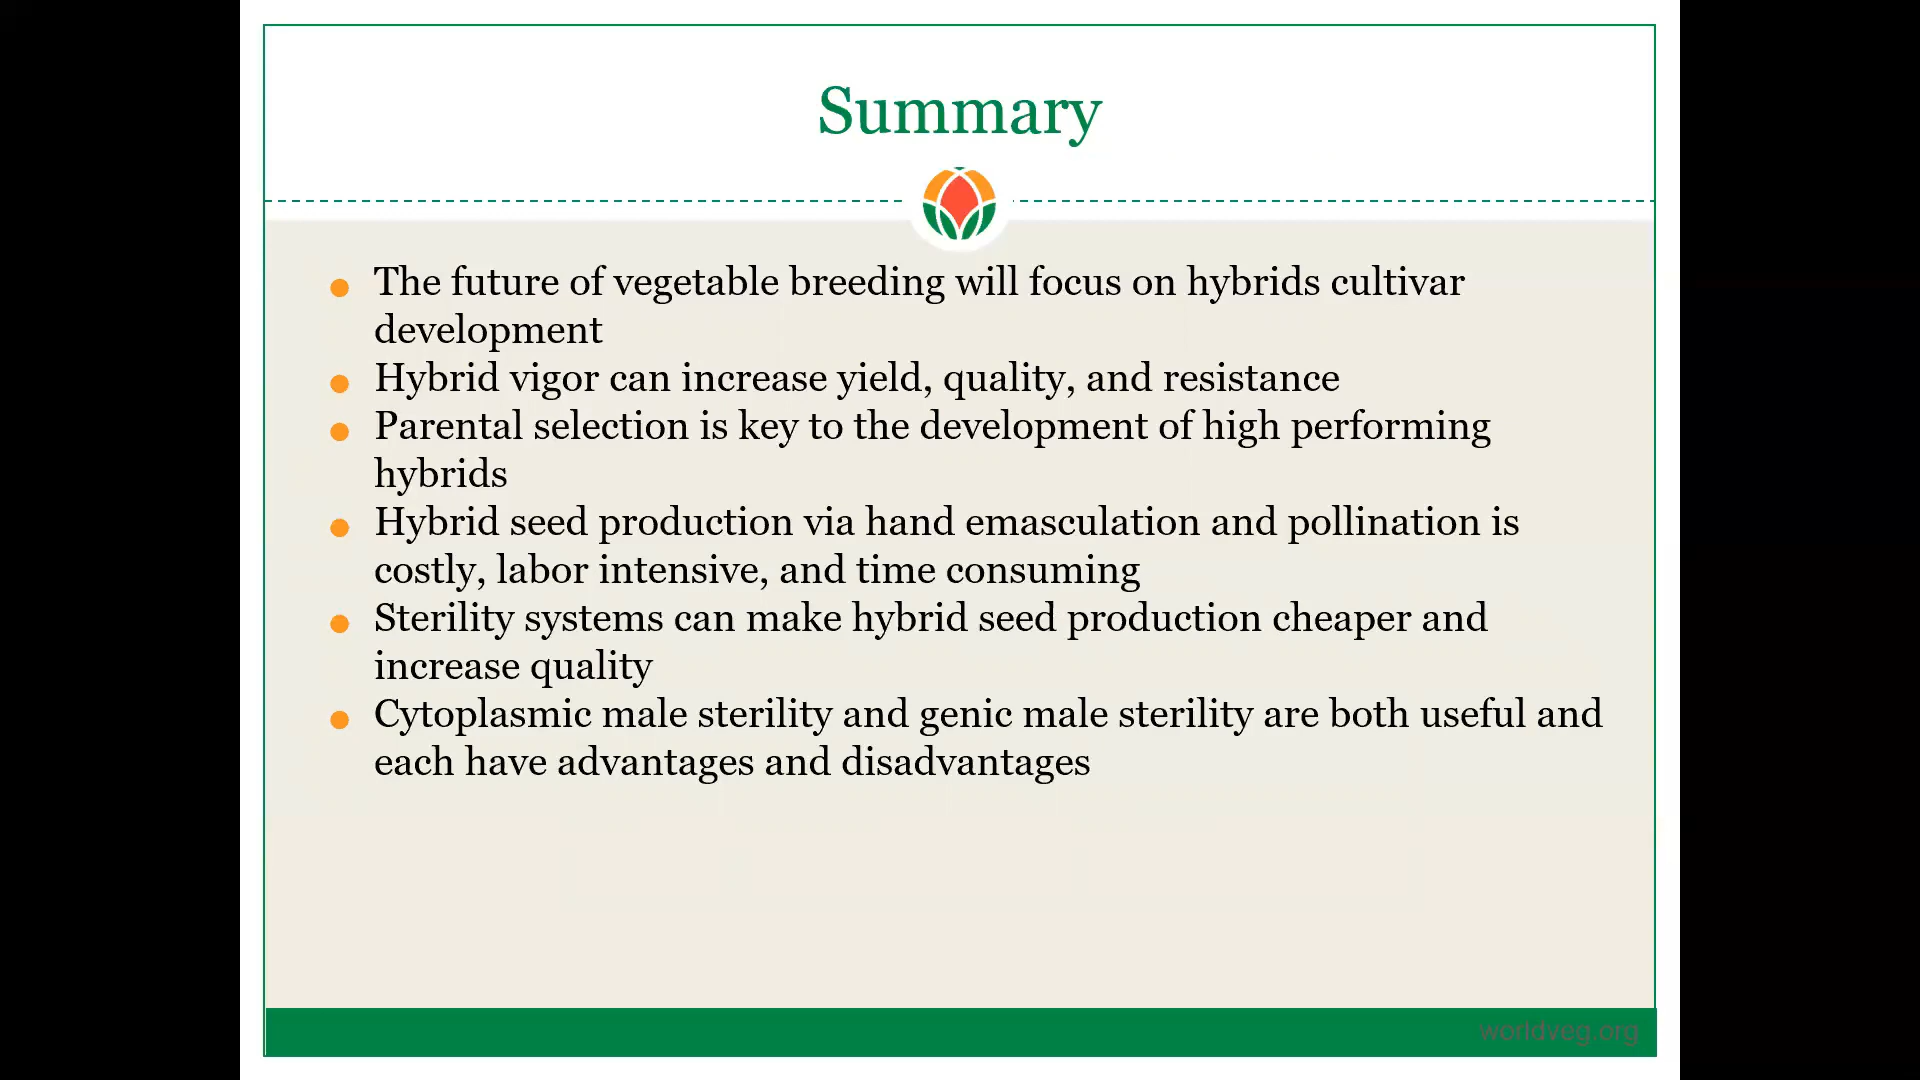 Summary
The future of vegetable breeding will focus on hybrids cultivar
development
Hybrid vigor can increase yield, quality, and resistance
Parental selection is key to the development of high performing
hybrids
Hybrid seed production via hand emasculation and pollination is
costly, labor intensive, and time consuming
Sterility systems can make hybrid seed production cheaper and
increase quality
Cytoplasmic male sterility and genic male sterility are both useful and
each have advantages and disadvantages
worldveg.org